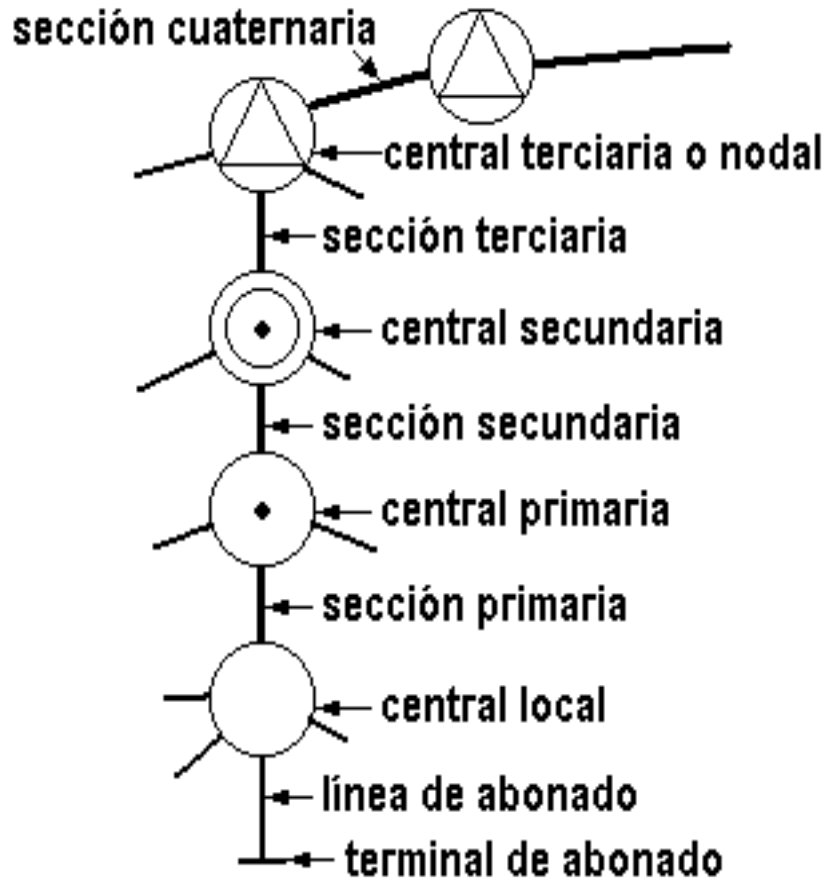 sección cuaternaria
central terciaria o nodal
sección terciaria
central secundaria
sección secundaria
central primaria
sección primaria
central local
línea de abonado
terminal de abonado